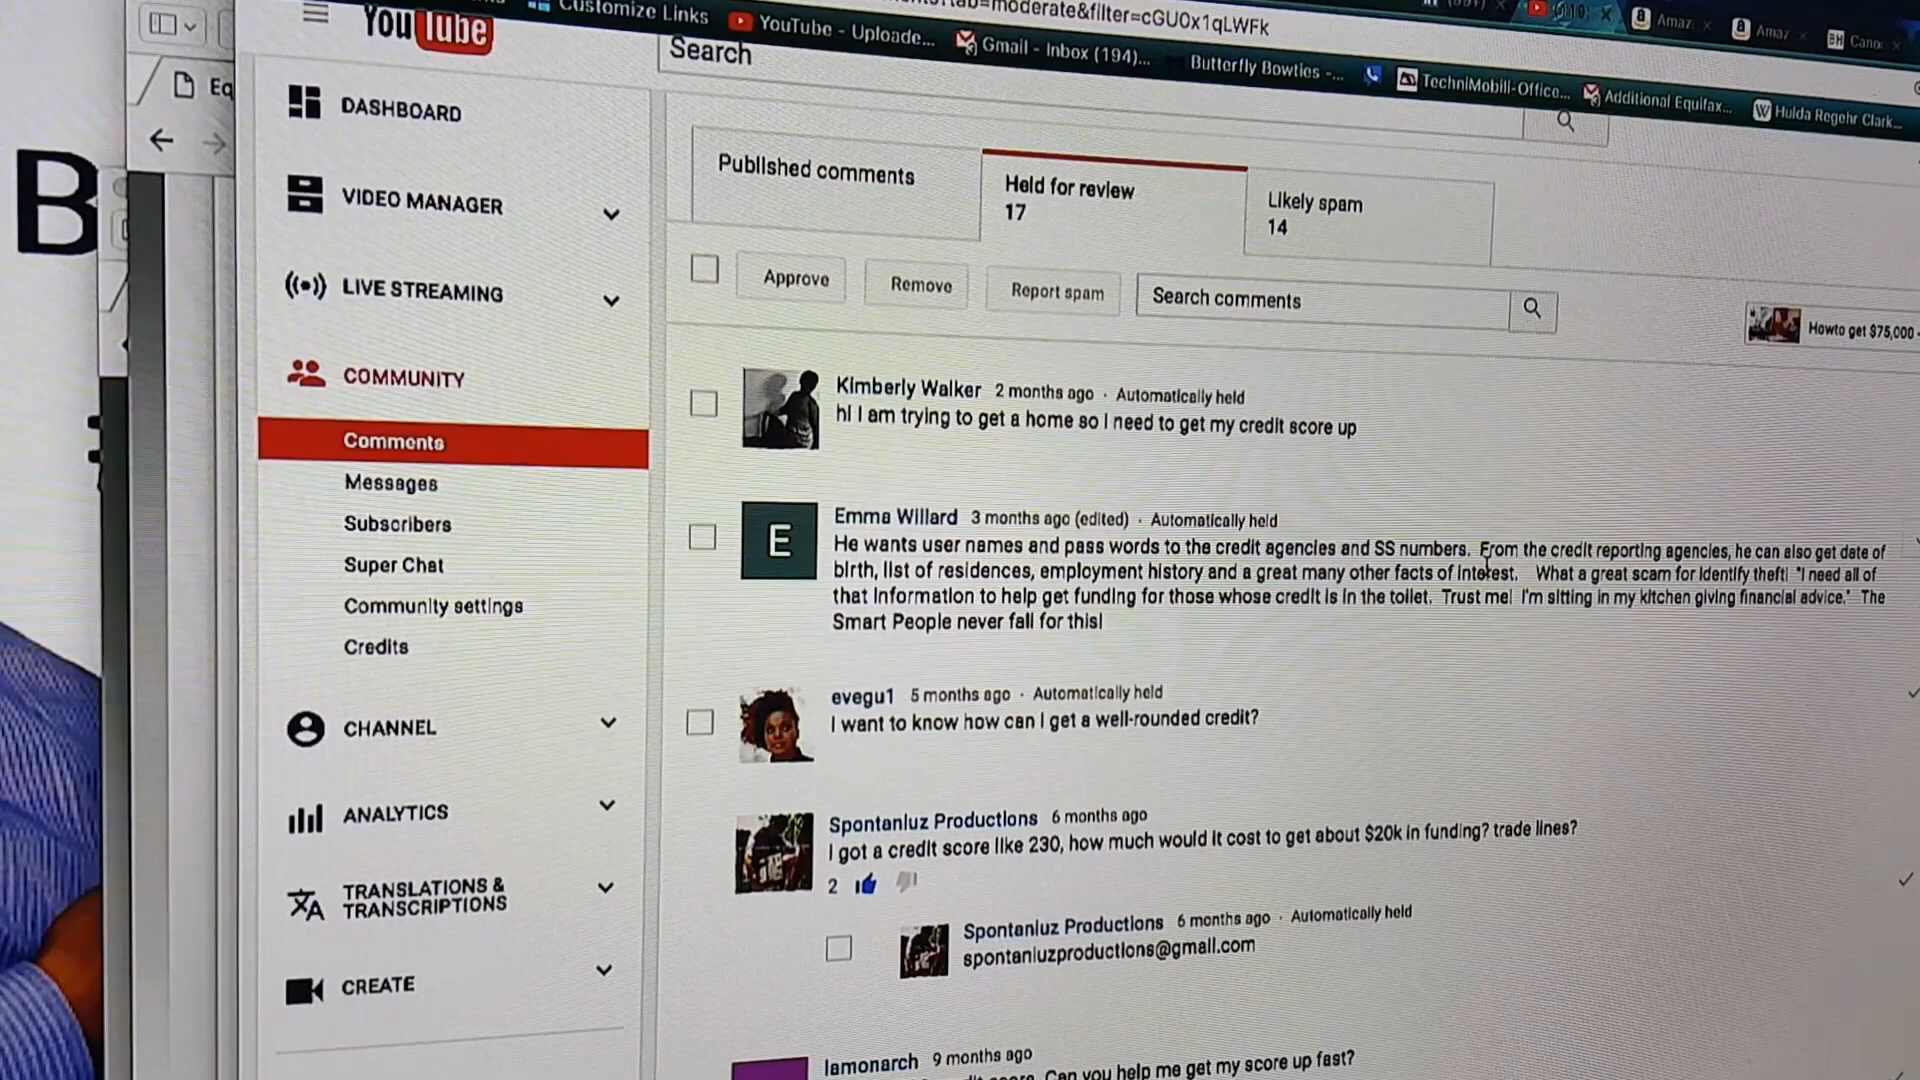 Customize Links
YouTube - Uploade...
Gmail - Inbox (194)...
Butterfly Bowties -...
TechniMobili-Office...
Additional Equifax...
Hulda Regehr Clark...
tab=moderate&filter=cGU0x1qLWFk
Amaz
Amaz
BH
YouTube
Search
B
Eq
DASHBOARD
VIDEO MANAGER
LIVE STREAMING
COMMUNITY
Comments
Messages
Subscribers
Super Chat
Community settings
Credits
CHANNEL
ANALYTICS
TRANSLATIONS &
TRANSCRIPTIONS
CREATE
Published comments
Held for review
17
Likely spam
14
Approve
Remove
Report spam
Search comments
Howto get $75,000 -
Kimberly Walker 2 months ago · Automatically held
hi I am trying to get a home so I need to get my credit score up
E
Emma Willard 3 months ago (edited) · Automatically held
He wants user names and pass words to the credit agencies and SS numbers. From the credit reporting agencies, he can also get date of
birth, list of residences, employment history and a great many other facts of interest. What a great scam for identify theft! "I need all of
that information to help get funding for those whose credit is in the toilet. Trust me! I'm sitting in my kitchen giving financial advice." The
Smart People never fall for this!
evegu1 5 months ago · Automatically held
I want to know how can I get a well-rounded credit?
Spontanluz Productions 6 months ago
I got a credit score like 230, how much would it cost to get about $20k in funding? trade lines?
2
Spontanluz Productions 6 months ago · Automatically held
spontanluzproductions@gmail.com
lamonarch 9 months ago
Can you help me get my score up fast?